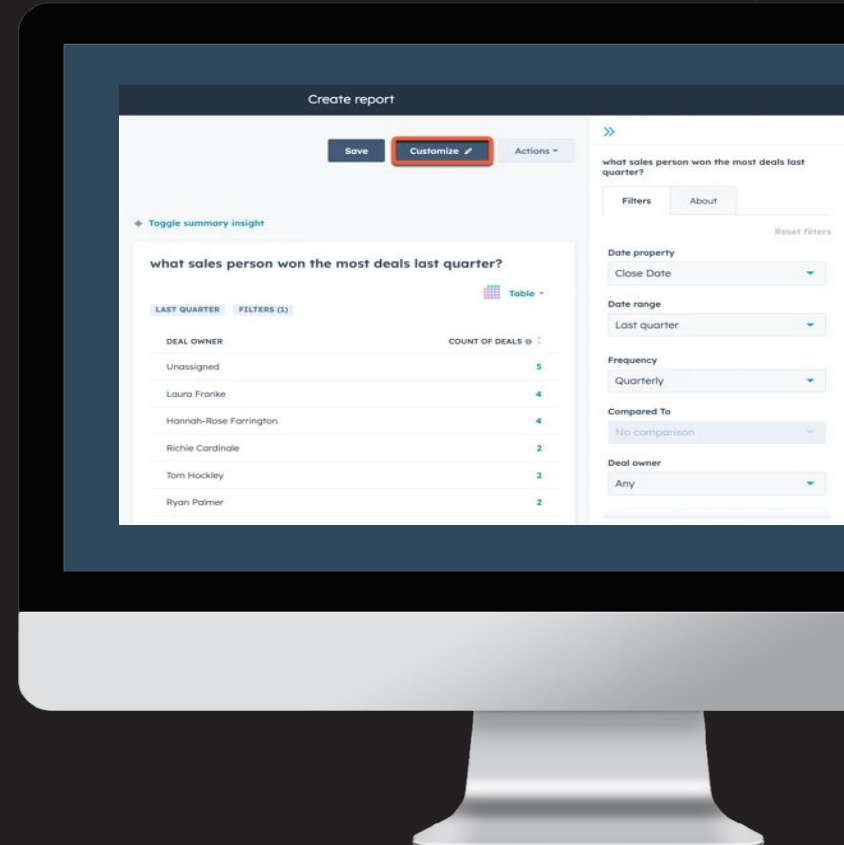 Create report
Save
Customize
Actions
Toggle summary insight
what sales person won the most deals last quarter?
Table
LAST QUARTER
FILTERS (1)
DEAL OWNER
COUNT OF DEALS
Unassigned
5
Laura Franke
4
Hannah-Rose Farrington
4
Richie Cardinale
2
Tom Hockley
2
Ryan Palmer
2
what sales person won the most deals last
quarter?
Filters
About
Reset filters
Date property
Close Date
Date range
Last quarter
Frequency
Quarterly
Compared To
No comparison
Deal owner
Any